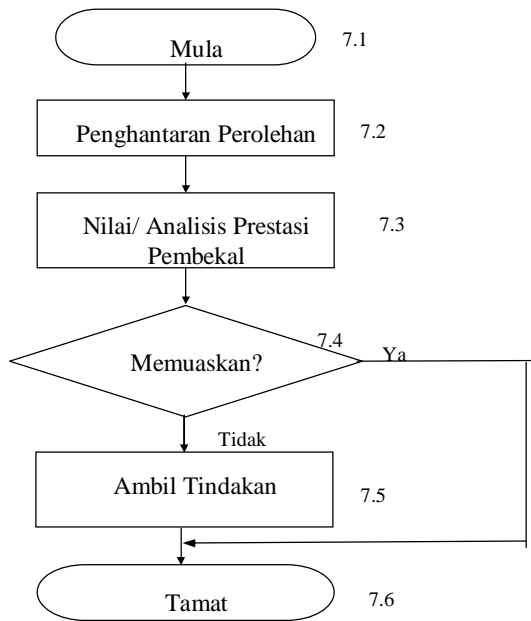 Mula
7.1
Penghantaran Perolehan
7.2
Nilai/ Analisis Prestasi
Pembekal
7.3
7.4
Memuaskan?
Ya
Tidak
Ambil Tindakan
7.5
Tamat
7.6